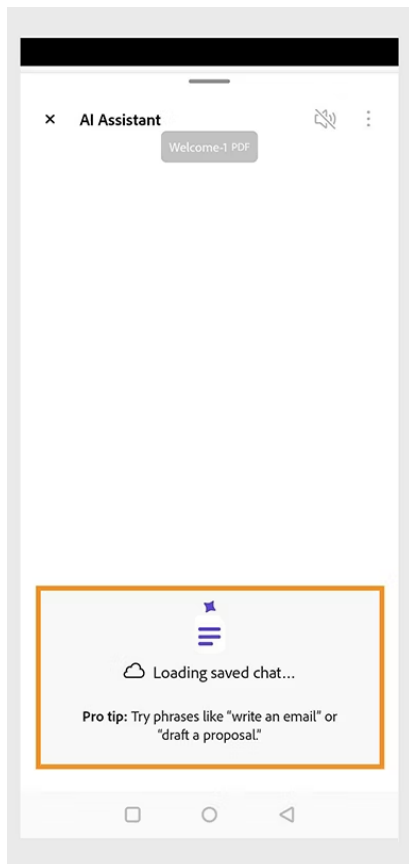 AI Assistant
Welcome-1 PDF
Loading saved chat...
Pro tip: Try phrases like “write an email” or
“draft a proposal.”